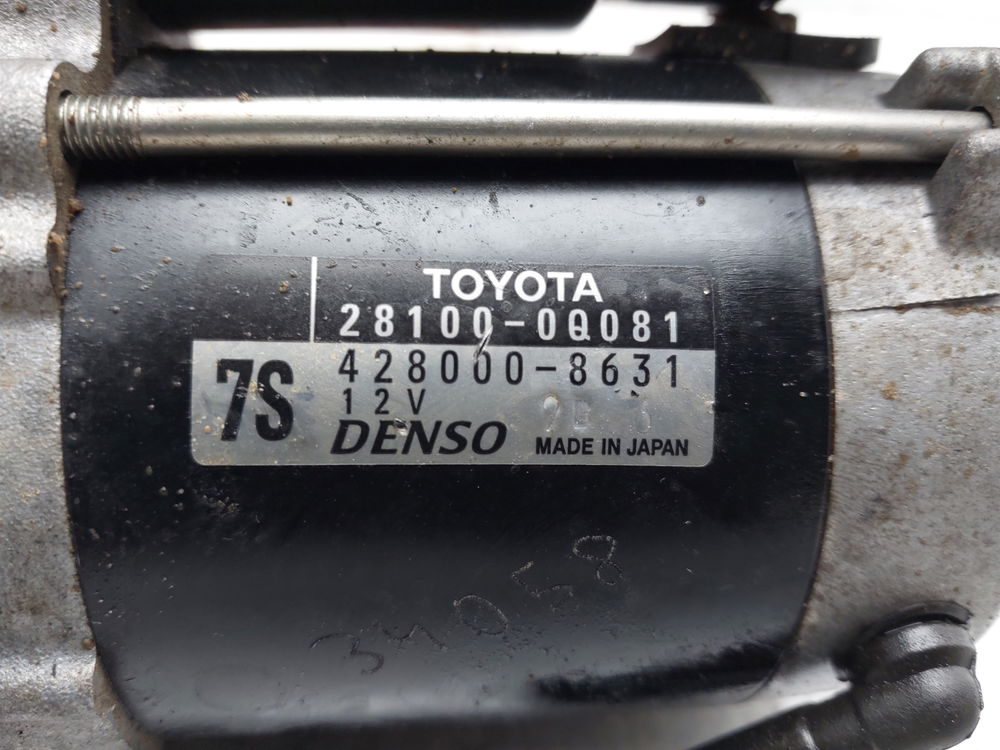 TOYOTA
28100-0Q081
7S
428000-8631
12V
DENSO
MADE IN JAPAN